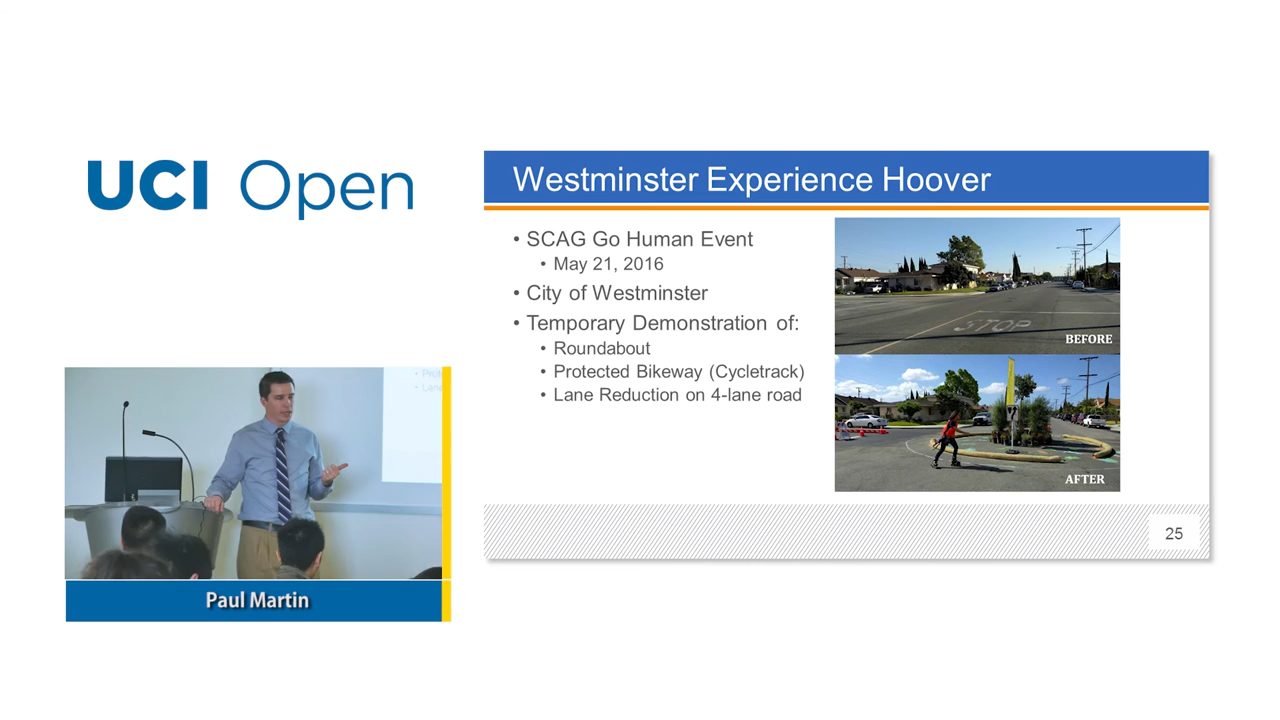 UCI Open
Westminster Experience Hoover
• SCAG Go Human Event
• May 21, 2016
• City of Westminster
• Temporary Demonstration of:
• Roundabout
• Protected Bikeway (Cycletrack)
• Lane Reduction on 4-lane road
STOP
BEFORE
AFTER
25
Paul Martin